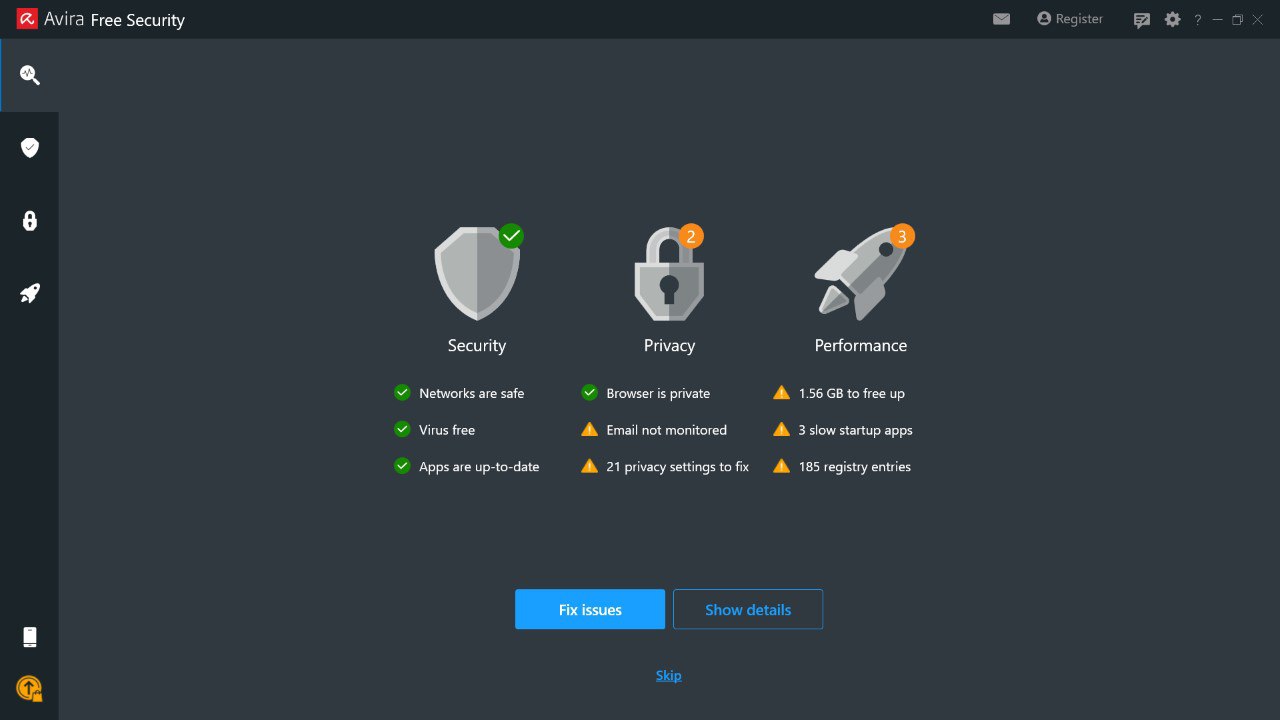 Avira Free Security
Register
?
2
3
Security
Privacy
Performance
Networks are safe
Browser is private
1.56 GB to free up
Virus free
Email not monitored
3 slow startup apps
Apps are up-to-date
21 privacy settings to fix
185 registry entries
Fix issues
Show details
Skip